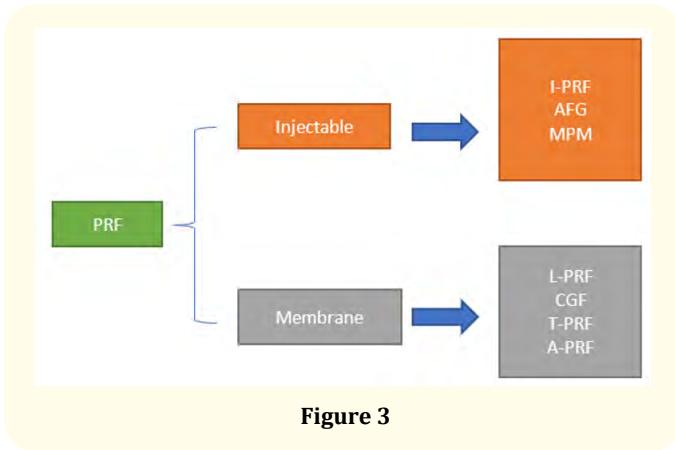 PRF
Injectable
I-PRF
AFG
MPM
Membrane
L-PRF
CGF
T-PRF
A-PRF
Figure 3